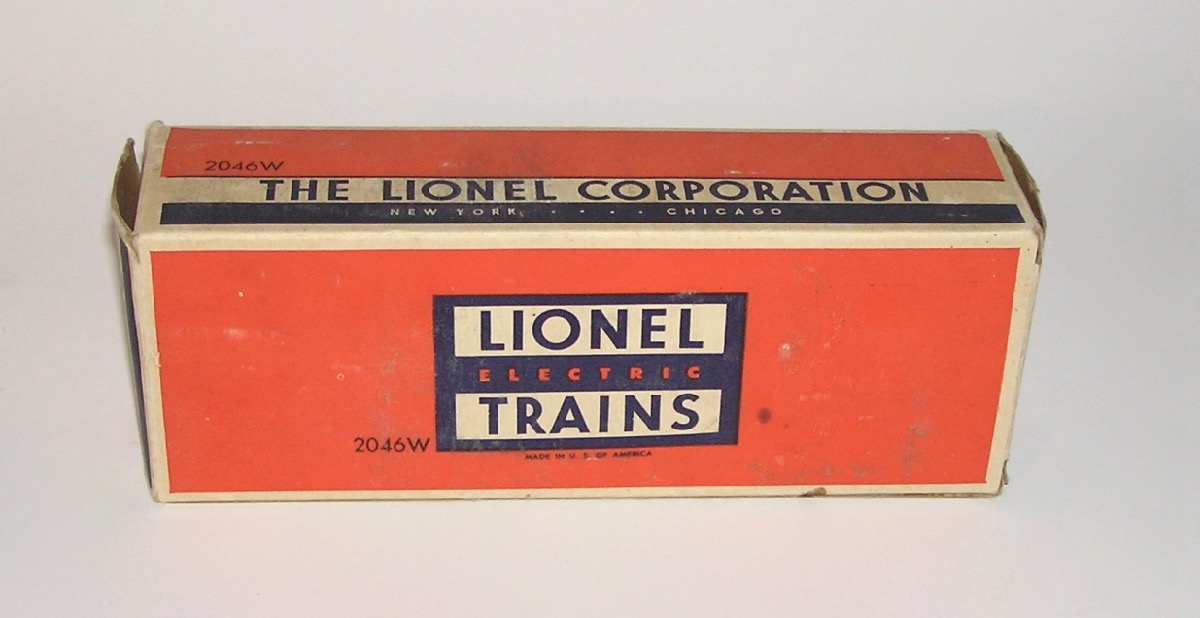 2046W
THE LIONEL CORPORATION
NEW YORK · · · · CHICAGO
LIONEL
ELECTRIC
TRAINS
2046W
MADE IN U. S. OF AMERICA